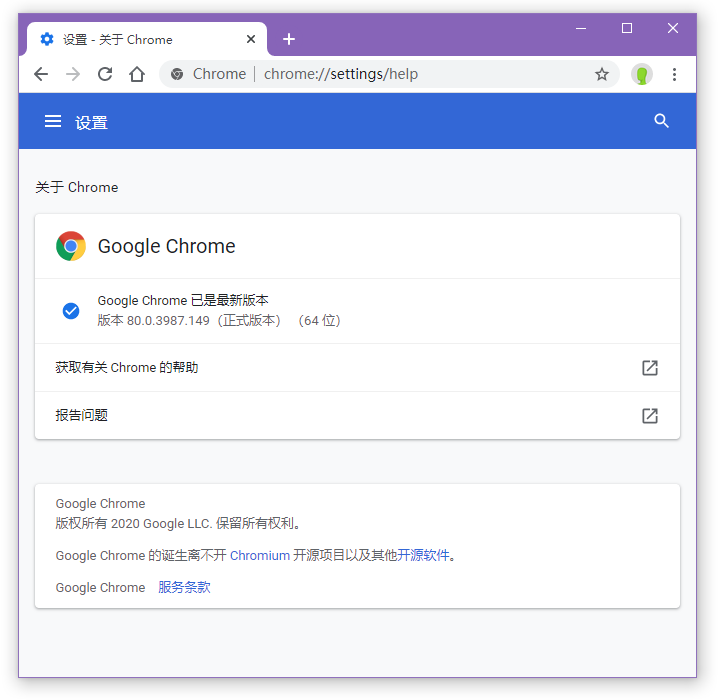 设置 - 关于 Chrome
Chrome | chrome://settings/help
设置
关于 Chrome
Google Chrome
Google Chrome 已是最新版本
版本 80.0.3987.149（正式版本） （64 位）
获取有关 Chrome 的帮助
报告问题
Google Chrome
版权所有 2020 Google LLC. 保留所有权利。
Google Chrome 的诞生离不开 Chromium 开源项目以及其他开源软件。
Google Chrome 服务条款